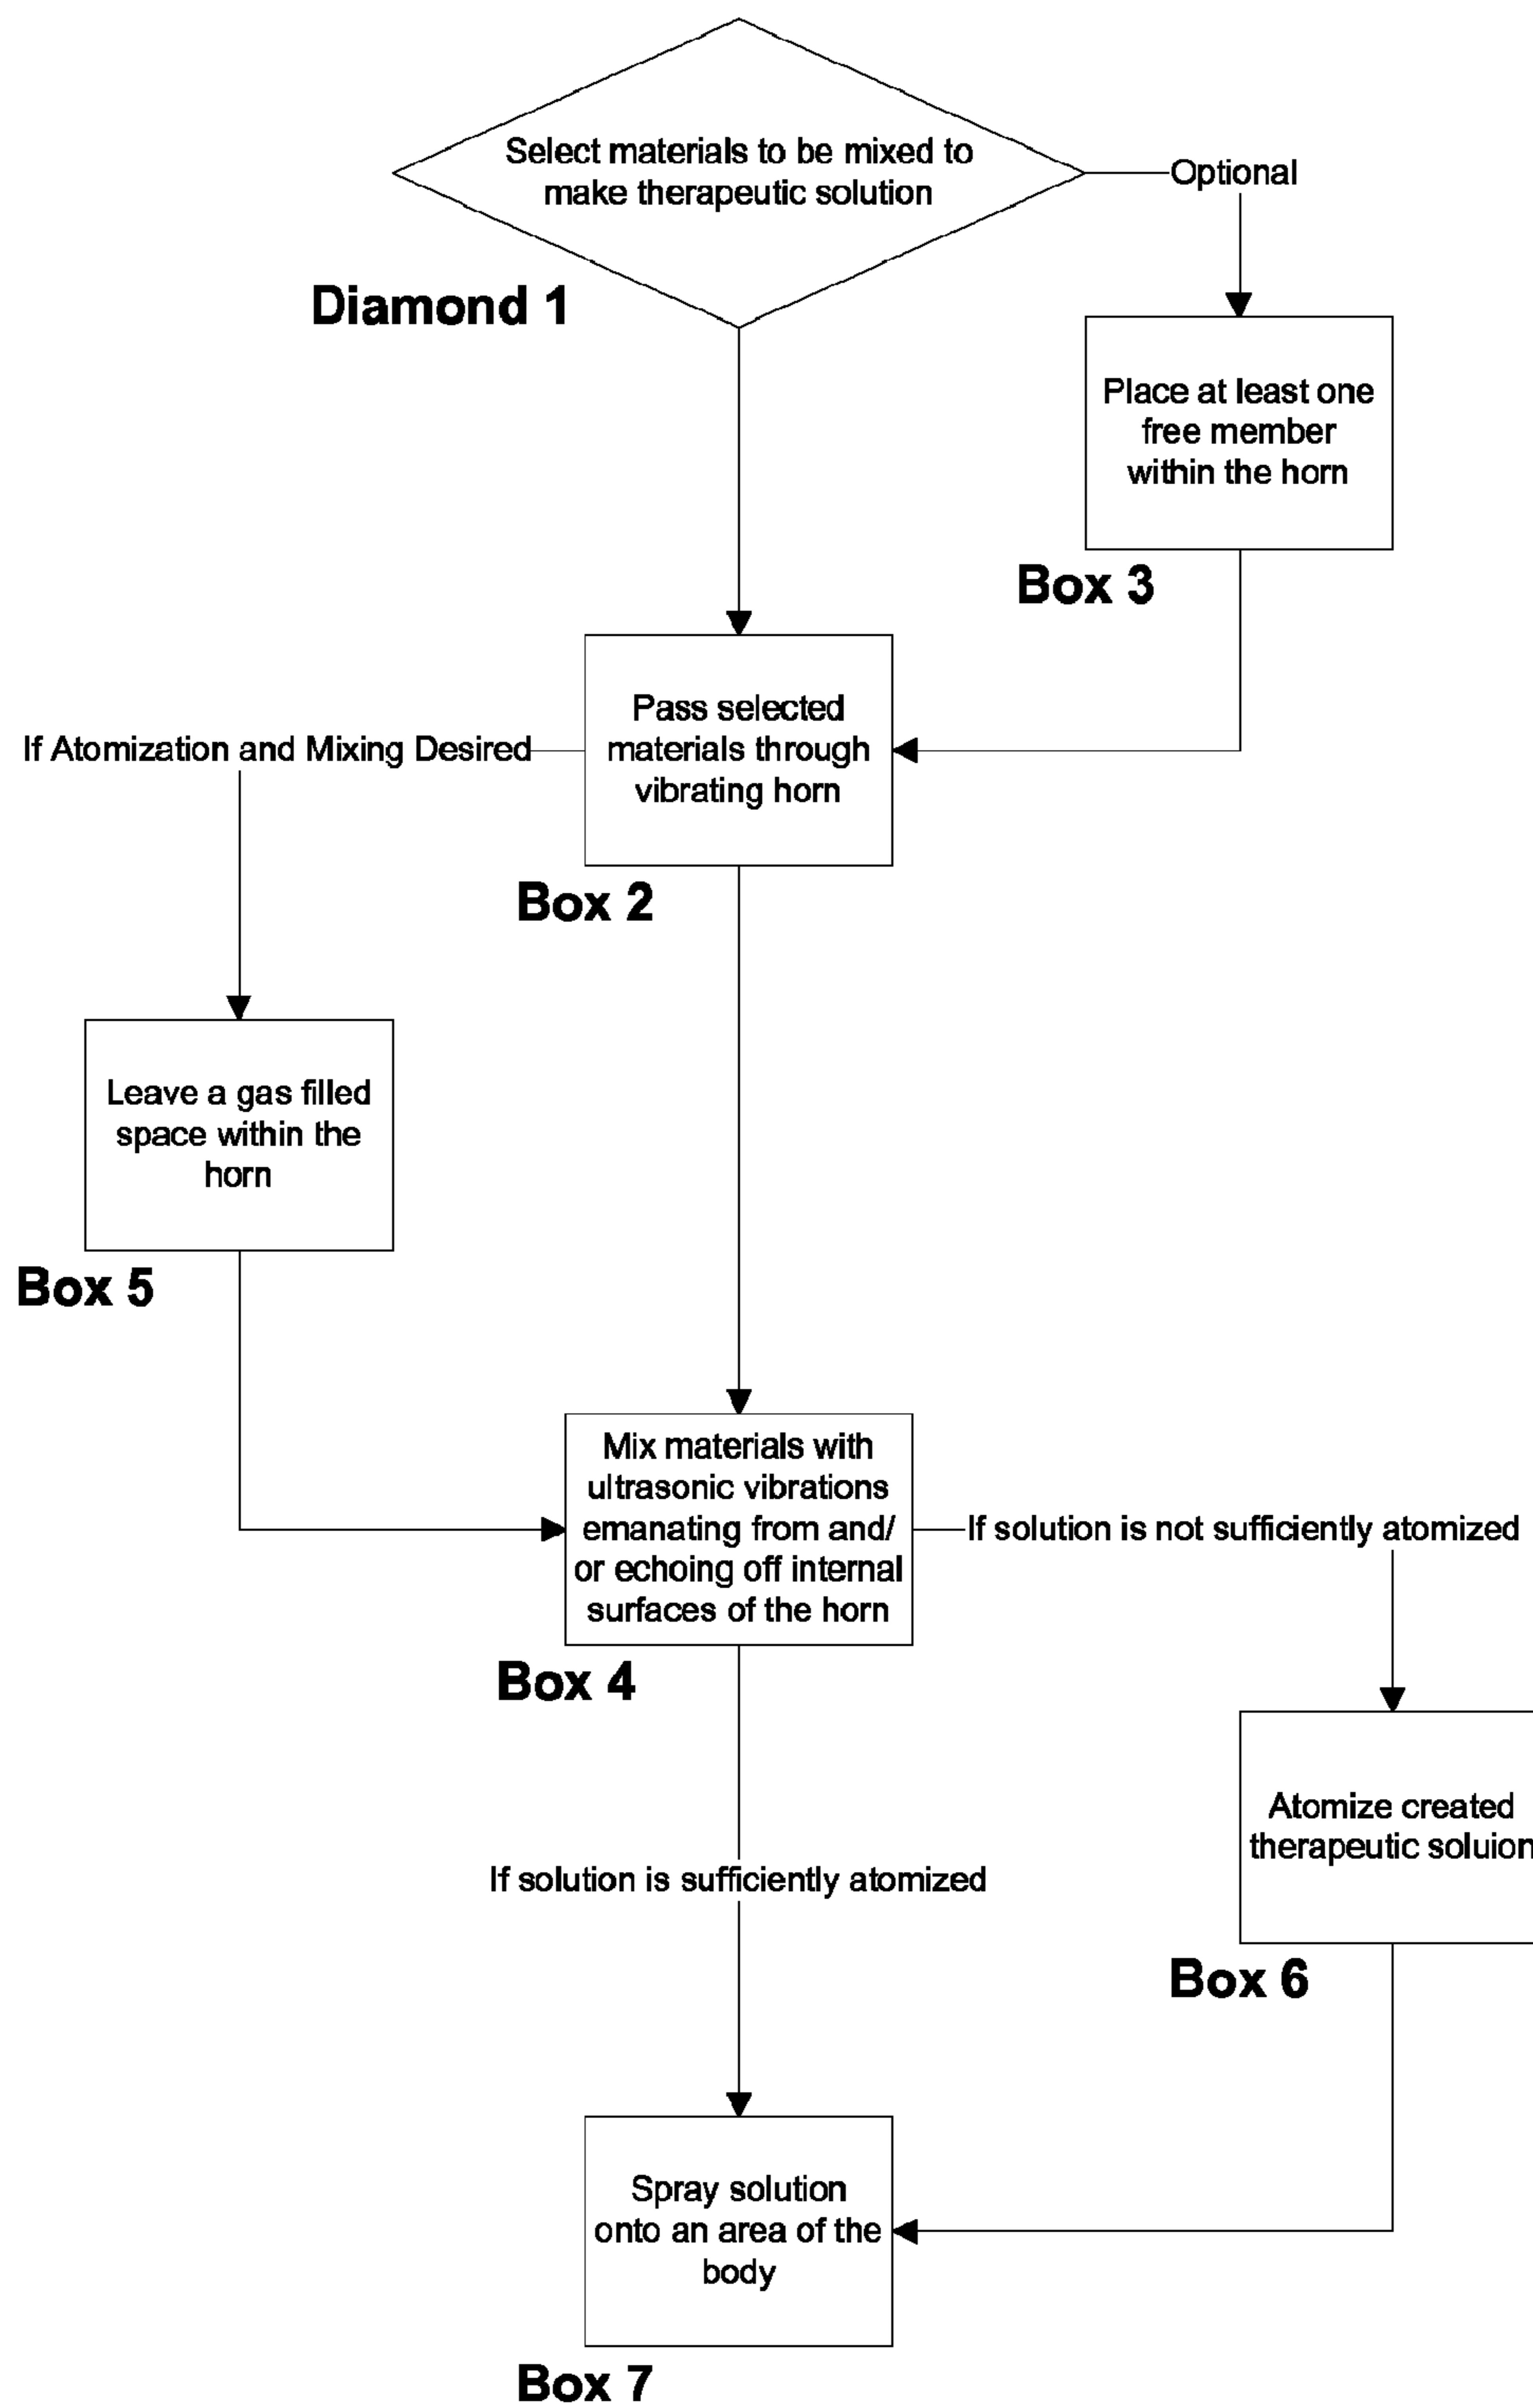 Select materials to be mixed to
make therapeutic solution
Optional
Diamond 1
Place at least one
free member
within the horn
Box 3
Pass selected
materials through
vibrating horn
If Atomization and Mixing Desired
Box 2
Leave a gas filled
space within the
horn
Box 5
Mix materials with
ultrasonic vibrations
emanating from and/
or echoing off internal
surfaces of the horn
If solution is not sufficiently atomized
Box 4
Atomize created
therapeutic soluion
If solution is sufficiently atomized
Box 6
Spray solution
onto an area of the
body
Box 7